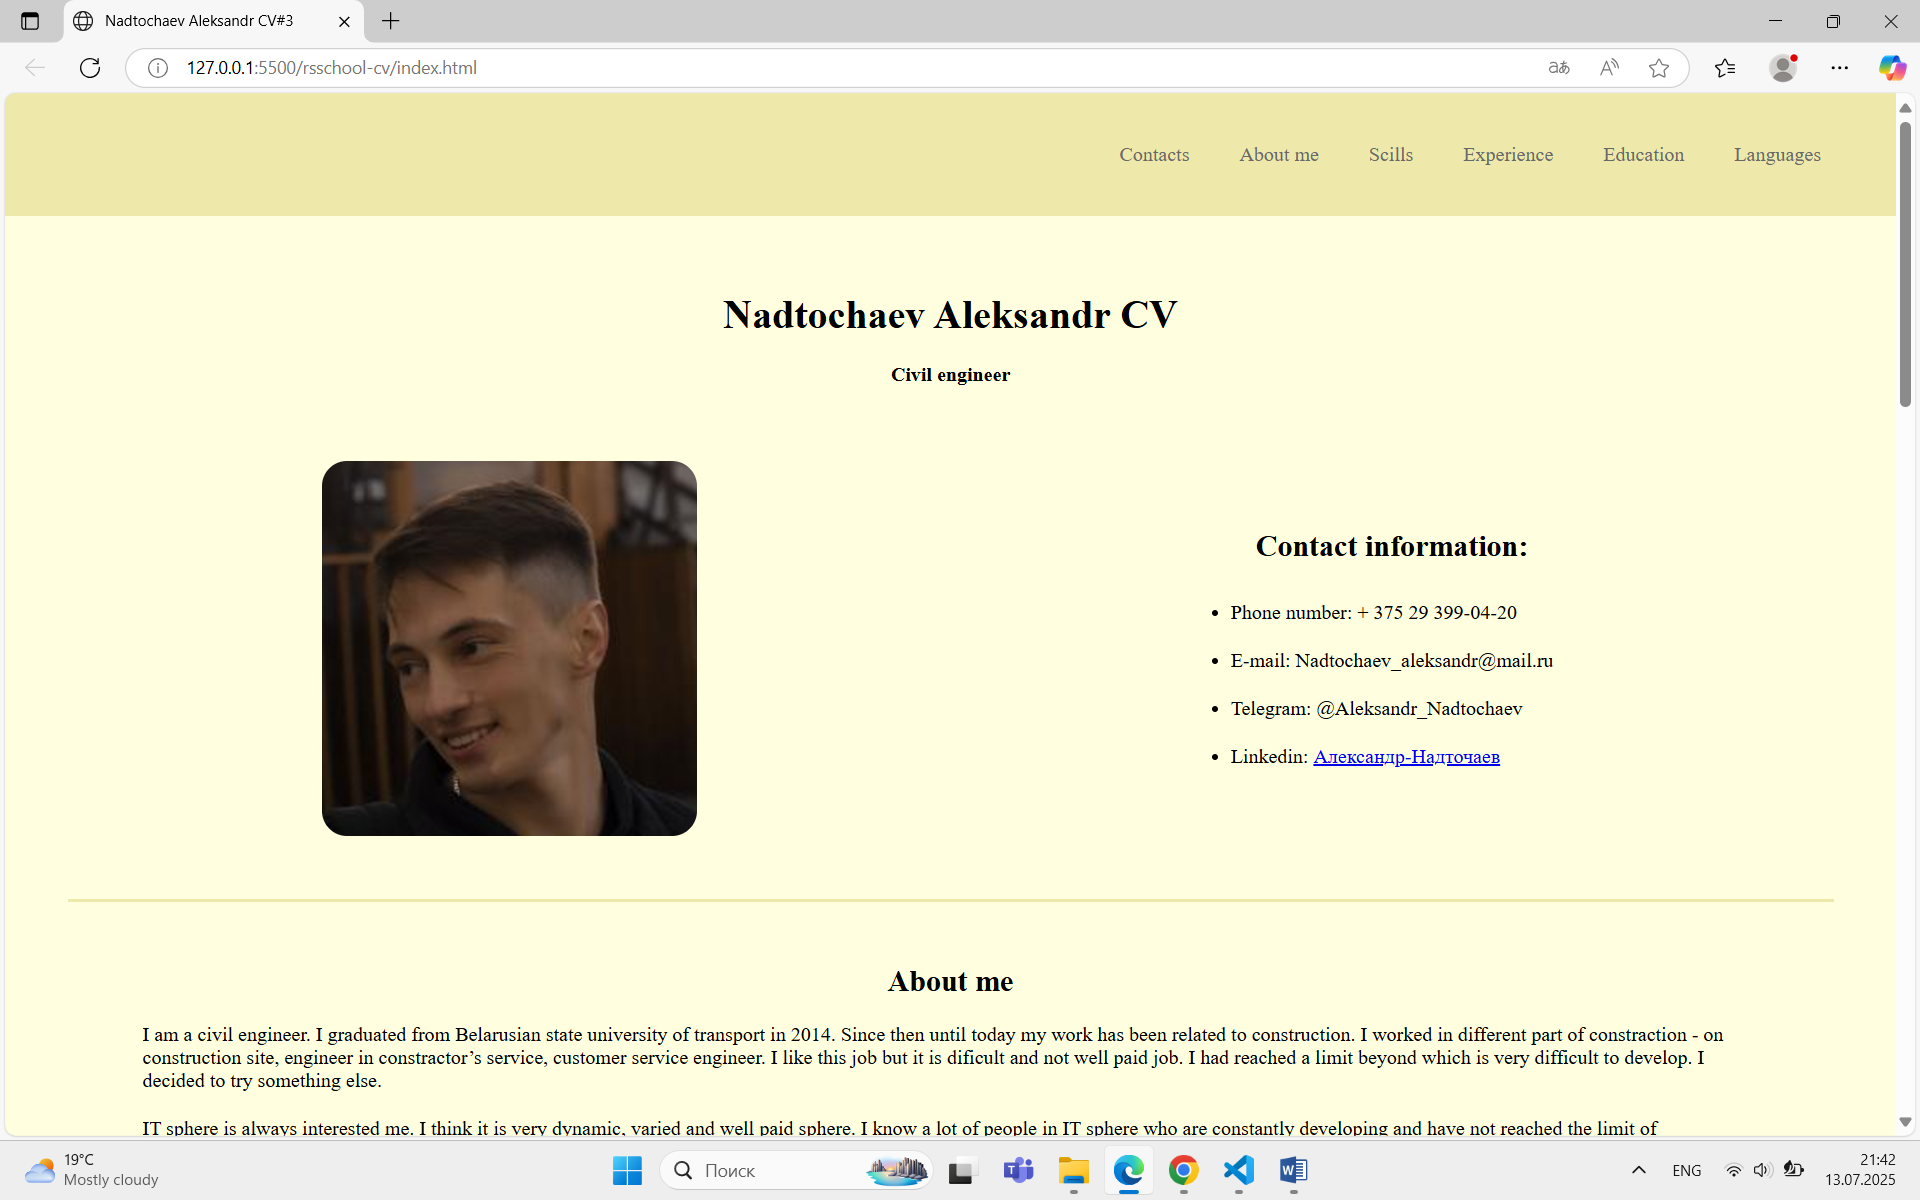 Nadtochaev Aleksandr CV#3
127.0.0.1:5500/rsschool-cv/index.html
Contacts About me Scills Experience Education Languages
Nadtochaev Aleksandr CV
Civil engineer
Contact information:
• Phone number: + 375 29 399-04-20
• E-mail: Nadtochaev_aleksandr@mail.ru
• Telegram: @Aleksandr_Nadtochaev
• Linkedin: Александр-Надточаев
About me
I am a civil engineer. I graduated from Belarusian state university of transport in 2014. Since then until today my work has been related to construction. I worked in different part of constraction - on
construction site, engineer in constractor’s service, customer service engineer. I like this job but it is dificult and not well paid job. I had reached a limit beyond which is very difficult to develop. I
decided to try something else.
IT sphere is always interested me. I think it is very dynamic, varied and well paid sphere. I know a lot of people in IT sphere who are constantly developing and have not reached the limit of
19°C
Mostly cloudy
Поиск
ENG
21:42
13.07.2025